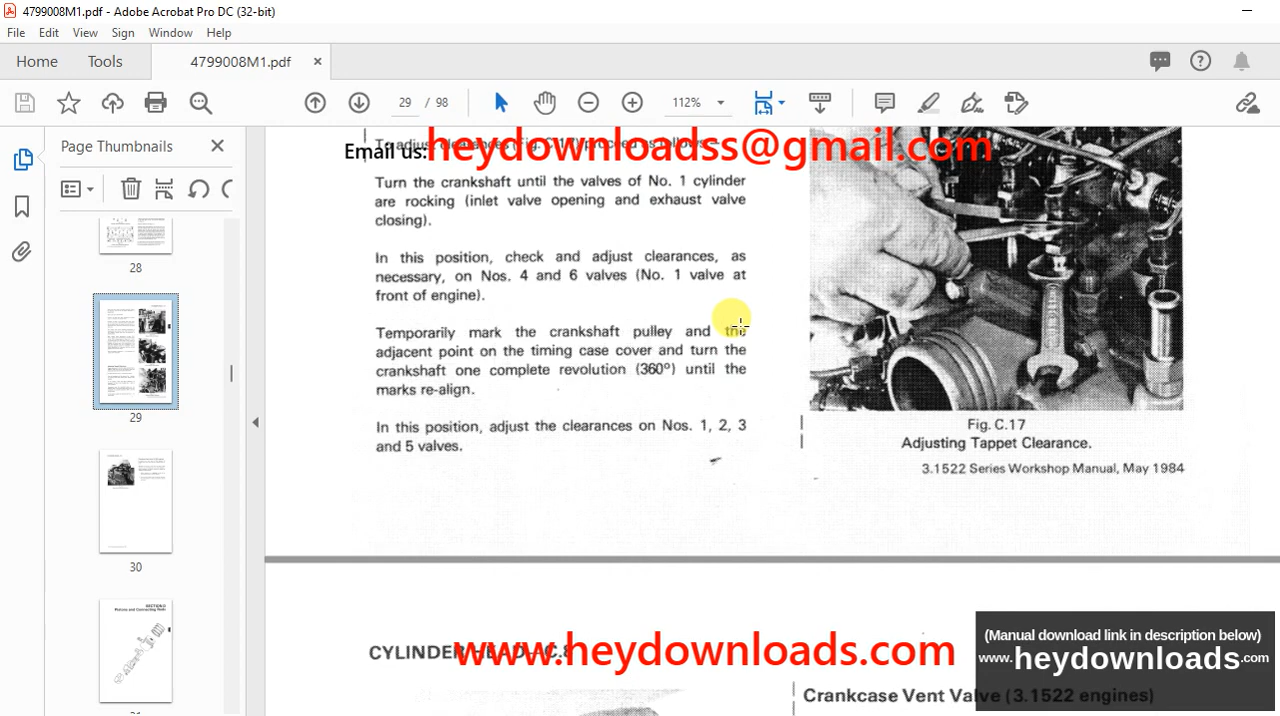 4799008M1.pdf - Adobe Acrobat Pro DC (32-bit)
File Edit View Sign Window Help
Home Tools 4799008M1.pdf ×
29 / 98 112%
Page Thumbnails
28
29
30
Email us:heydownloadss@gmail.com
Turn the crankshaft until the valves of No. 1 cylinder
are rocking (inlet valve opening and exhaust valve
closing).
In this position, check and adjust clearances, as
necessary, on Nos. 4 and 6 valves (No. 1 valve at
front of engine).
Temporarily mark the crankshaft pulley and the
adjacent point on the timing case cover and turn the
crankshaft one complete revolution (360º) until the
marks re-align.
In this position, adjust the clearances on Nos. 1, 2, 3
and 5 valves.
Fig. C.17
Adjusting Tappet Clearance.
3.1522 Series Workshop Manual, May 1984
CYLINDER HEAD—C.8
www.heydownloads.com
Crankcase Vent Valve (3.1522 engines)
(Manual download link in description below)
www.heydownloads.com